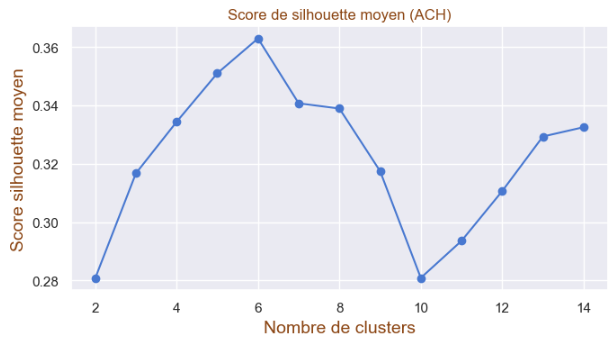 Score de silhouette moyen (ACH)
Score silhouette moyen
0.36
0.34
0.32
0.30
0.28
2 4 6 8 10 12 14
Nombre de clusters